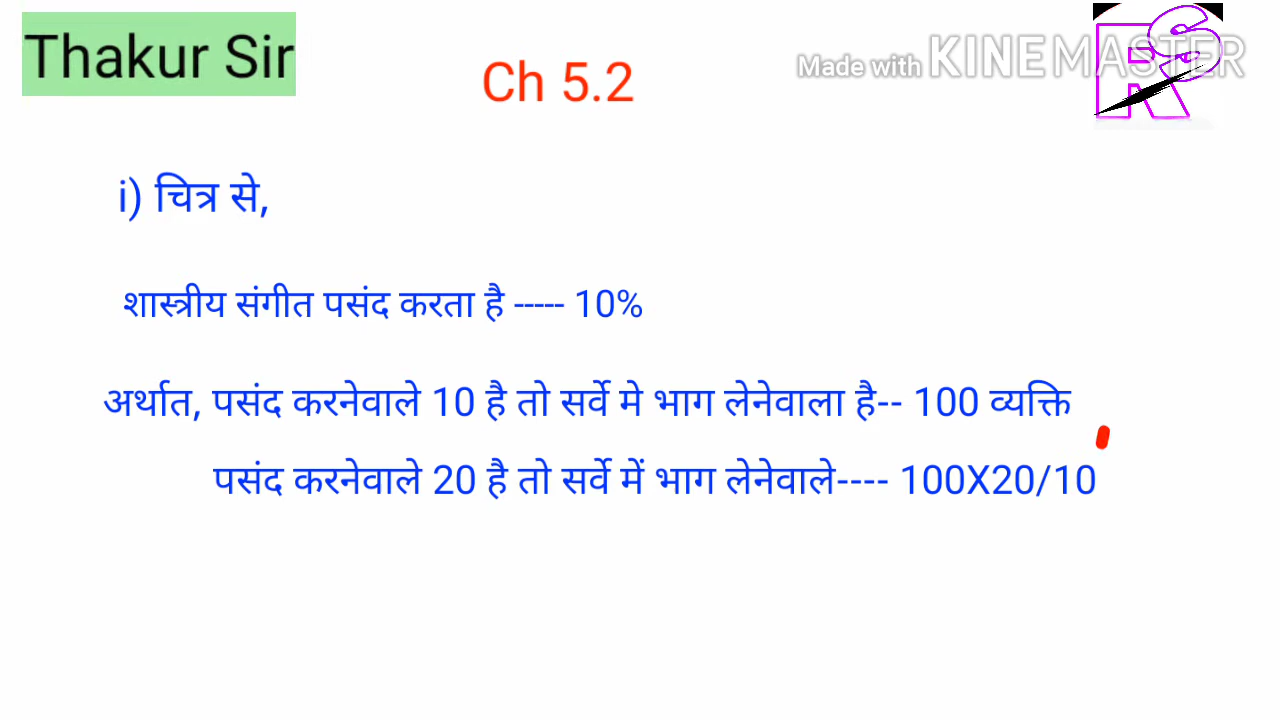 Thakur Sir
Ch 5.2
Made with KINEMASTER
RS
i) चित्र से,
शास्त्रीय संगीत पसंद करता है ----- 10%
अर्थात, पसंद करनेवाले 10 है तो सर्वे मे भाग लेनेवाला है-- 100 व्यक्ति
पसंद करनेवाले 20 है तो सर्वे में भाग लेनेवाले---- 100X20/10